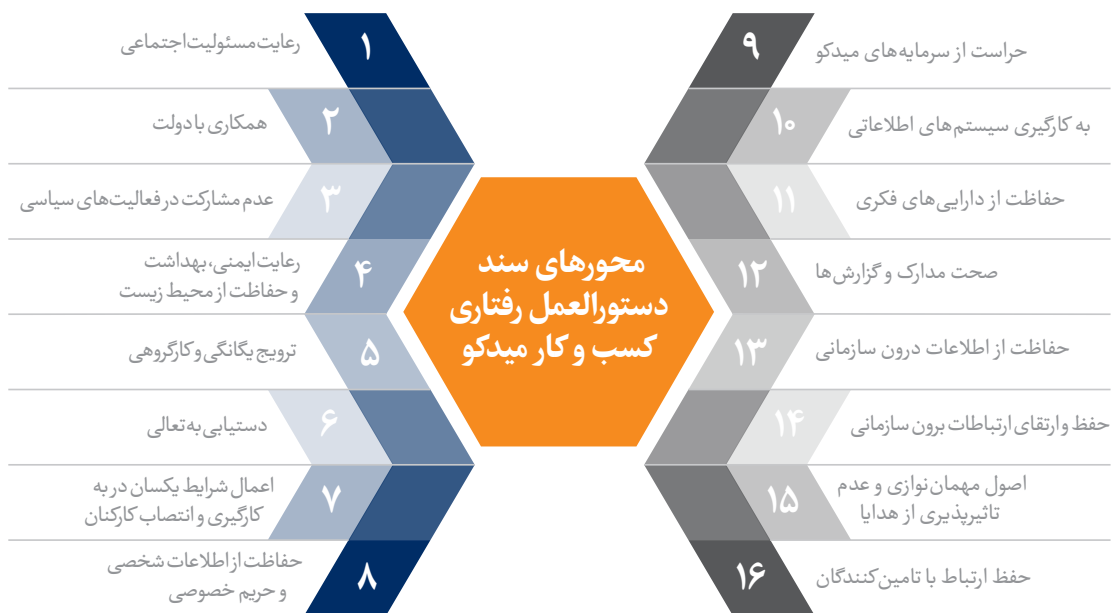 محورهای سند
دستورالعمل رفتاری
کسب و کار میدکو
۱
رعایت مسئولیت اجتماعی
۲
همکاری با دولت
۳
عدم مشارکت در فعالیت‌های سیاسی
۴
رعایت ایمنی، بهداشت
و حفاظت از محیط زیست
۵
ترویج یگانگی و کارگروهی
۶
دستیابی به تعالی
۷
اعمال شرایط یکسان در به
کارگیری و انتصاب کارکنان
۸
حفاظت از اطلاعات شخصی
و حریم خصوصی
۹
حراست از سرمایه‌های میدکو
۱۰
به کارگیری سیستم‌های اطلاعاتی
۱۱
حفاظت از دارایی‌های فکری
۱۲
صحت مدارک و گزارش‌ها
۱۳
حفاظت از اطلاعات درون سازمانی
۱۴
حفظ و ارتقای ارتباطات برون سازمانی
۱۵
اصول مهمان‌نوازی و عدم
تاثیرپذیری از هدایا
۱۶
حفظ ارتباط با تامین‌کنندگان